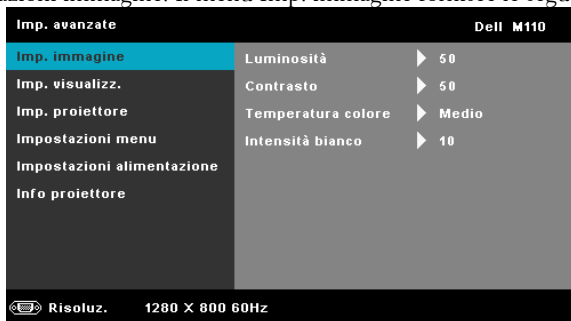 Imp. avanzate Dell M110
Imp. immagine Luminosità 50
Imp. visualizz. Contrasto 50
Imp. proiettore Temperatura colore Medio
Impostazioni menu Intensità bianco 10
Impostazioni alimentazione
Info proiettore
Risoluz. 1280 X 800 60Hz